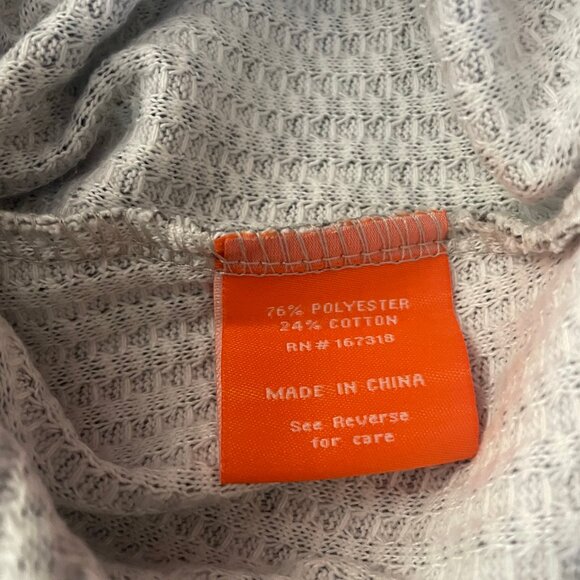 76% POLYESTER
24% COTTON
RN# 167318
MADE IN CHINA
See Reverse
for care